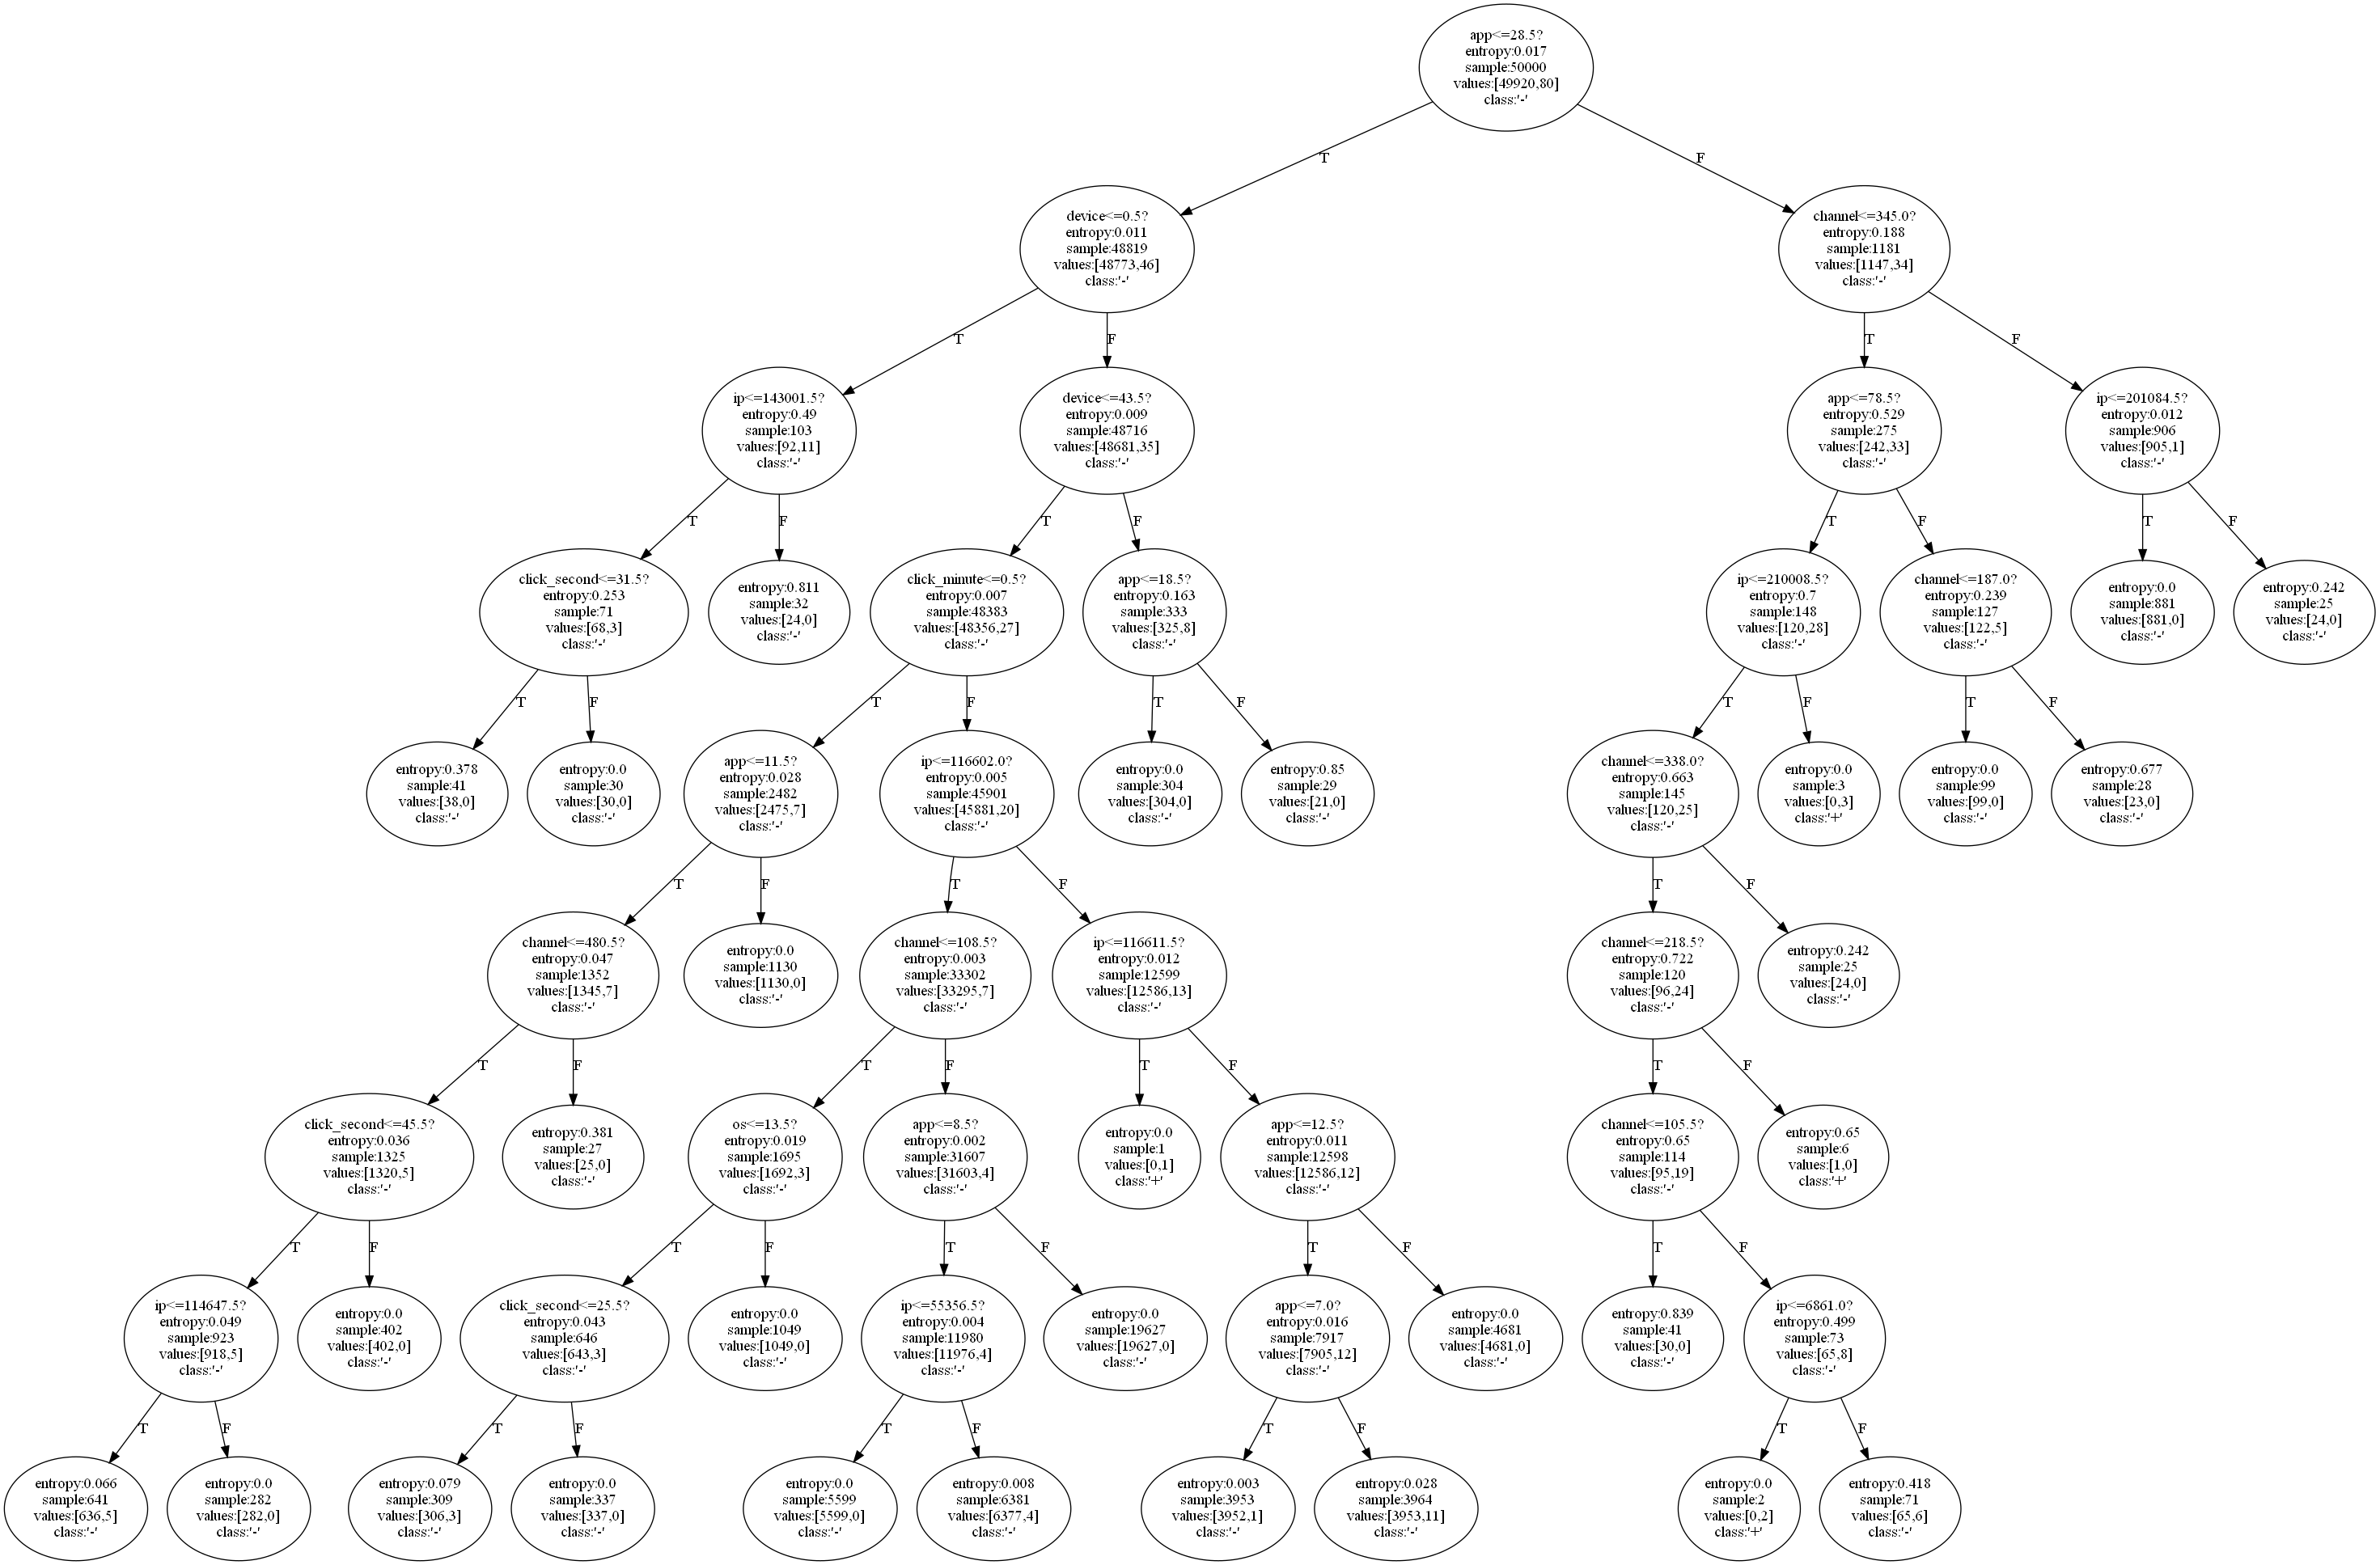 app<=28.5?
entropy:0.017
sample:50000
values:[49920,80]
class:'-'
T
F
device<=0.5?
entropy:0.011
sample:48819
values:[48773,46]
class:'-'
channel<=345.0?
entropy:0.188
sample:1181
values:[1147,34]
class:'-'
T
F
T
F
ip<=143001.5?
entropy:0.49
sample:103
values:[92,11]
class:'-'
device<=43.5?
entropy:0.009
sample:48716
values:[48681,35]
class:'-'
app<=78.5?
entropy:0.529
sample:275
values:[242,33]
class:'-'
ip<=201084.5?
entropy:0.012
sample:906
values:[905,1]
class:'-'
T
F
T
F
T
F
T
F
click_second<=31.5?
entropy:0.253
sample:71
values:[68,3]
class:'-'
entropy:0.811
sample:32
values:[24,0]
class:'-'
click_minute<=0.5?
entropy:0.007
sample:48383
values:[48356,27]
class:'-'
app<=18.5?
entropy:0.163
sample:333
values:[325,8]
class:'-'
ip<=210008.5?
entropy:0.7
sample:148
values:[120,28]
class:'-'
channel<=187.0?
entropy:0.239
sample:127
values:[122,5]
class:'-'
entropy:0.0
sample:881
values:[881,0]
class:'-'
entropy:0.242
sample:25
values:[24,0]
class:'-'
T
F
T
F
T
F
T
F
T
F
entropy:0.378
sample:41
values:[38,0]
class:'-'
entropy:0.0
sample:30
values:[30,0]
class:'-'
app<=11.5?
entropy:0.028
sample:2482
values:[2475,7]
class:'-'
ip<=116602.0?
entropy:0.005
sample:45901
values:[45881,20]
class:'-'
entropy:0.0
sample:304
values:[304,0]
class:'-'
entropy:0.85
sample:29
values:[21,0]
class:'-'
channel<=338.0?
entropy:0.663
sample:145
values:[120,25]
class:'-'
entropy:0.0
sample:3
values:[0,3]
class:'+'
entropy:0.0
sample:99
values:[99,0]
class:'-'
entropy:0.677
sample:28
values:[23,0]
class:'-'
T
F
T
F
T
F
channel<=480.5?
entropy:0.047
sample:1352
values:[1345,7]
class:'-'
entropy:0.0
sample:1130
values:[1130,0]
class:'-'
channel<=108.5?
entropy:0.003
sample:33302
values:[33295,7]
class:'-'
ip<=116611.5?
entropy:0.012
sample:12599
values:[12586,13]
class:'-'
channel<=218.5?
entropy:0.722
sample:120
values:[96,24]
class:'-'
entropy:0.242
sample:25
values:[24,0]
class:'-'
T
F
T
F
T
F
T
F
click_second<=45.5?
entropy:0.036
sample:1325
values:[1320,5]
class:'-'
entropy:0.381
sample:27
values:[25,0]
class:'-'
os<=13.5?
entropy:0.019
sample:1695
values:[1692,3]
class:'-'
app<=8.5?
entropy:0.002
sample:31607
values:[31603,4]
class:'-'
entropy:0.0
sample:1
values:[0,1]
class:'+'
app<=12.5?
entropy:0.011
sample:12598
values:[12586,12]
class:'-'
channel<=105.5?
entropy:0.65
sample:114
values:[95,19]
class:'-'
entropy:0.65
sample:6
values:[1,0]
class:'+'
T
F
T
F
T
F
T
F
T
F
ip<=114647.5?
entropy:0.049
sample:923
values:[918,5]
class:'-'
entropy:0.0
sample:402
values:[402,0]
class:'-'
click_second<=25.5?
entropy:0.043
sample:646
values:[643,3]
class:'-'
entropy:0.0
sample:1049
values:[1049,0]
class:'-'
ip<=55356.5?
entropy:0.004
sample:11980
values:[11976,4]
class:'-'
entropy:0.0
sample:19627
values:[19627,0]
class:'-'
app<=7.0?
entropy:0.016
sample:7917
values:[7905,12]
class:'-'
entropy:0.0
sample:4681
values:[4681,0]
class:'-'
entropy:0.839
sample:41
values:[30,0]
class:'-'
ip<=6861.0?
entropy:0.499
sample:73
values:[65,8]
class:'-'
T
F
T
F
T
F
T
F
T
F
entropy:0.066
sample:641
values:[636,5]
class:'-'
entropy:0.0
sample:282
values:[282,0]
class:'-'
entropy:0.079
sample:309
values:[306,3]
class:'-'
entropy:0.0
sample:337
values:[337,0]
class:'-'
entropy:0.0
sample:5599
values:[5599,0]
class:'-'
entropy:0.008
sample:6381
values:[6377,4]
class:'-'
entropy:0.003
sample:3953
values:[3952,1]
class:'-'
entropy:0.028
sample:3964
values:[3953,11]
class:'-'
entropy:0.0
sample:2
values:[0,2]
class:'+'
entropy:0.418
sample:71
values:[65,6]
class:'-'